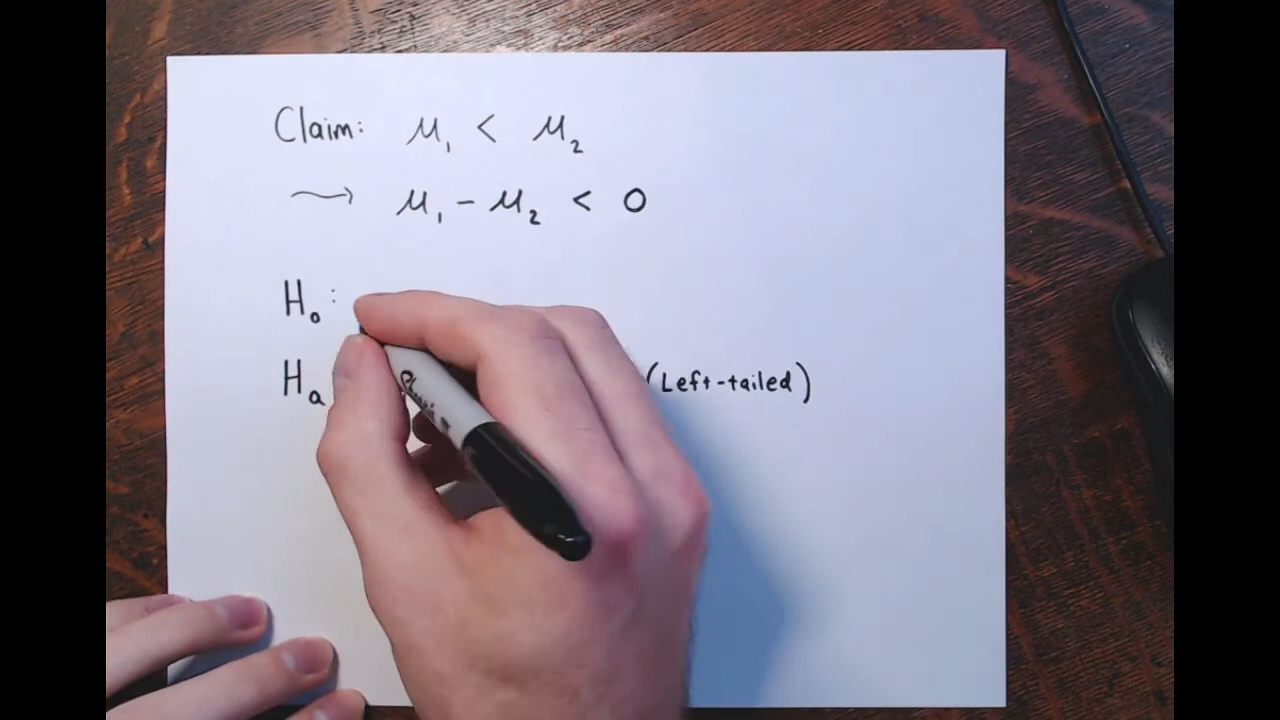 Claim: μ₁ < μ₂
→ μ₁ - μ₂ < 0
H₀:
Hₐ (Left-tailed)